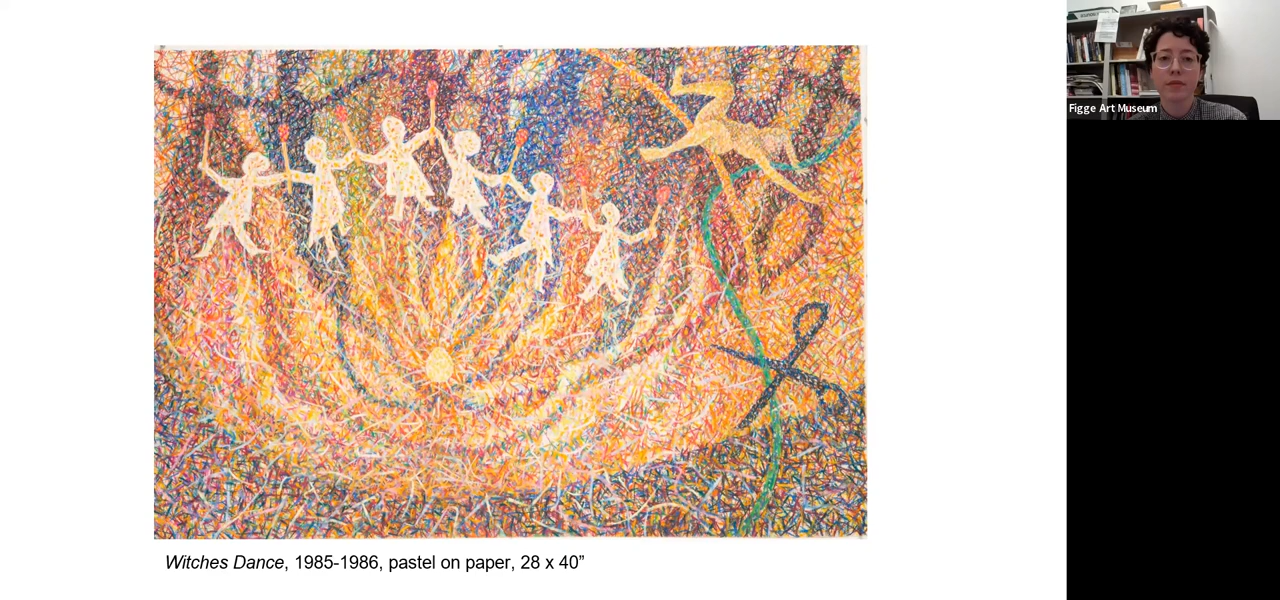 Witches Dance, 1985-1986, pastel on paper, 28 x 40”
Figge Art Museum